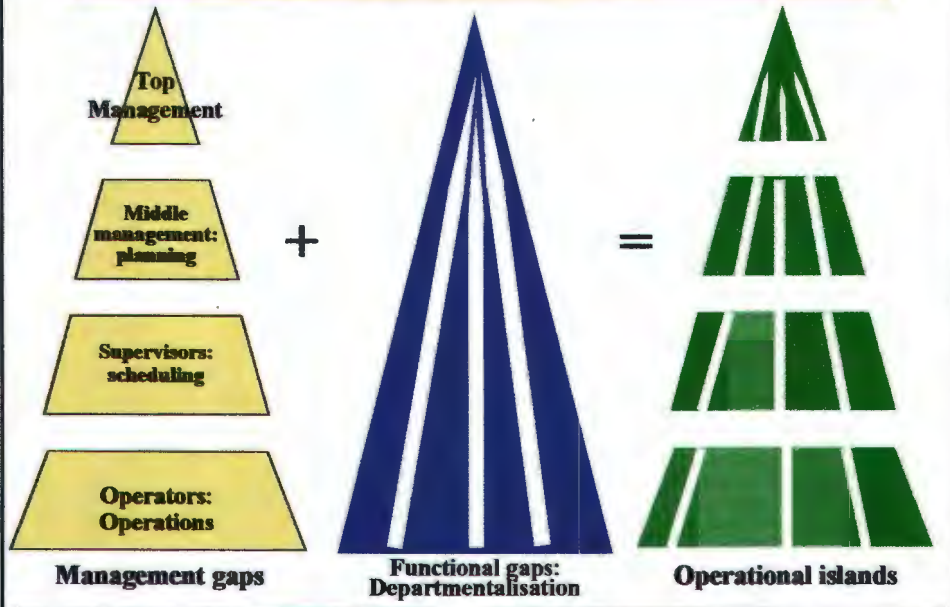 Top
Management
Middle
management:
planning
Supervisors:
scheduling
Operators:
Operations
+
=
Management gaps
Functional gaps:
Departmentalisation
Operational islands